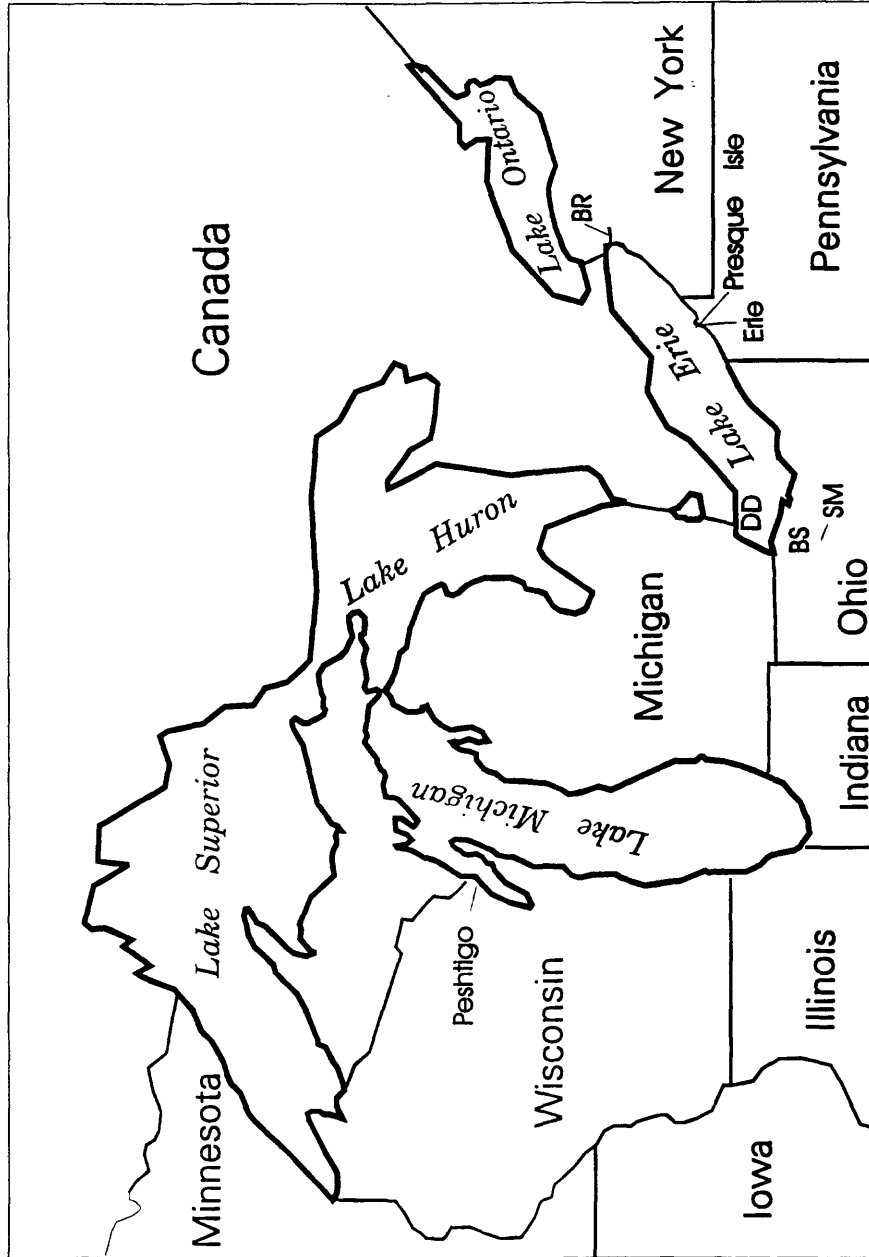 Canada
Minnesota
Lake Superior
Lake Huron
Lake Ontario
BR
New York
Lake Michigan
Peshtigo
Wisconsin
Michigan
Lake Erie
Presque Isle
Erie
DD
BS
SM
Pennsylvania
Iowa
Illinois
Indiana
Ohio